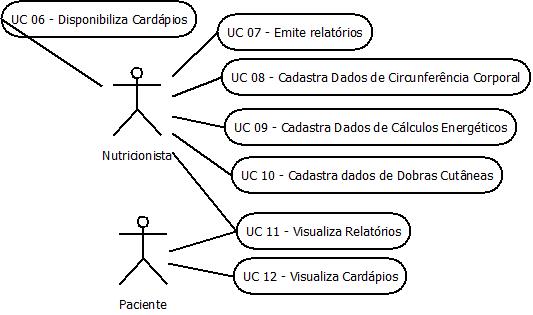 UC 06 - Disponibiliza Cardápios
UC 07 - Emite relatórios
UC 08 - Cadastra Dados de Circunferência Corporal
UC 09 - Cadastra Dados de Cálculos Energéticos
Nutricionista
UC 10 - Cadastra dados de Dobras Cutâneas
UC 11 - Visualiza Relatórios
UC 12 - Visualiza Cardápios
Paciente